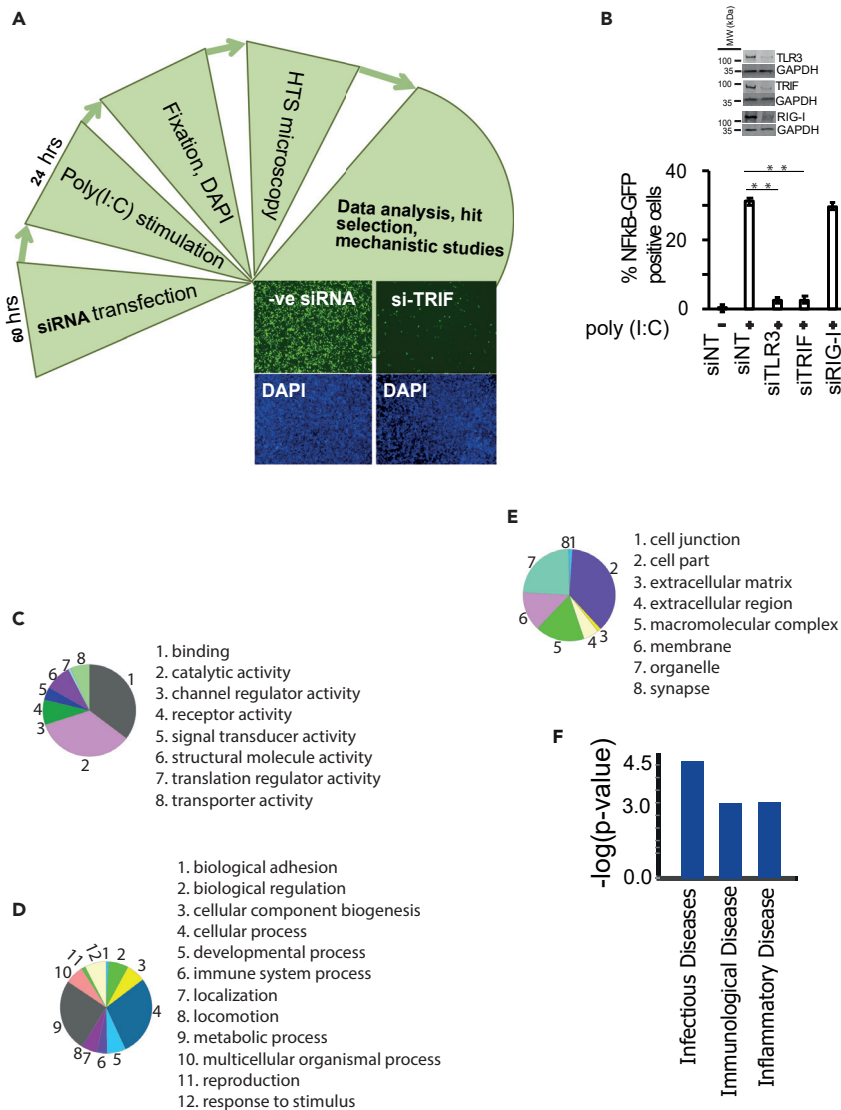 A
60 hrs
siRNA transfection
24 hrs
Poly(I:C) stimulation
Fixation, DAPI
HTS microscopy
Data analysis, hit
selection,
mechanistic studies
-ve siRNA
si-TRIF
DAPI
DAPI
B
MW (kDa)
100
TLR3
35
GAPDH
100
TRIF
35
GAPDH
100
RIG-I
35
GAPDH
% NFkB-GFP
positive cells
40
30
20
10
0
* *
* *
poly (I:C)
- + + + +
siNT
siNT
siTLR3
siTRIF
siRIG-I
C
1
2
3
4
5
6
7
8
1. binding
2. catalytic activity
3. channel regulator activity
4. receptor activity
5. signal transducer activity
6. structural molecule activity
7. translation regulator activity
8. transporter activity
D
1
2
3
4
5
6
7
8
9
10
11
12
1. biological adhesion
2. biological regulation
3. cellular component biogenesis
4. cellular process
5. developmental process
6. immune system process
7. localization
8. locomotion
9. metabolic process
10. multicellular organismal process
11. reproduction
12. response to stimulus
E
1
2
3
4
5
6
7
8
1. cell junction
2. cell part
3. extracellular matrix
4. extracellular region
5. macromolecular complex
6. membrane
7. organelle
8. synapse
F
-log(p-value)
4.5
3.0
0.0
Infectious Diseases
Immunological Disease
Inflammatory Disease